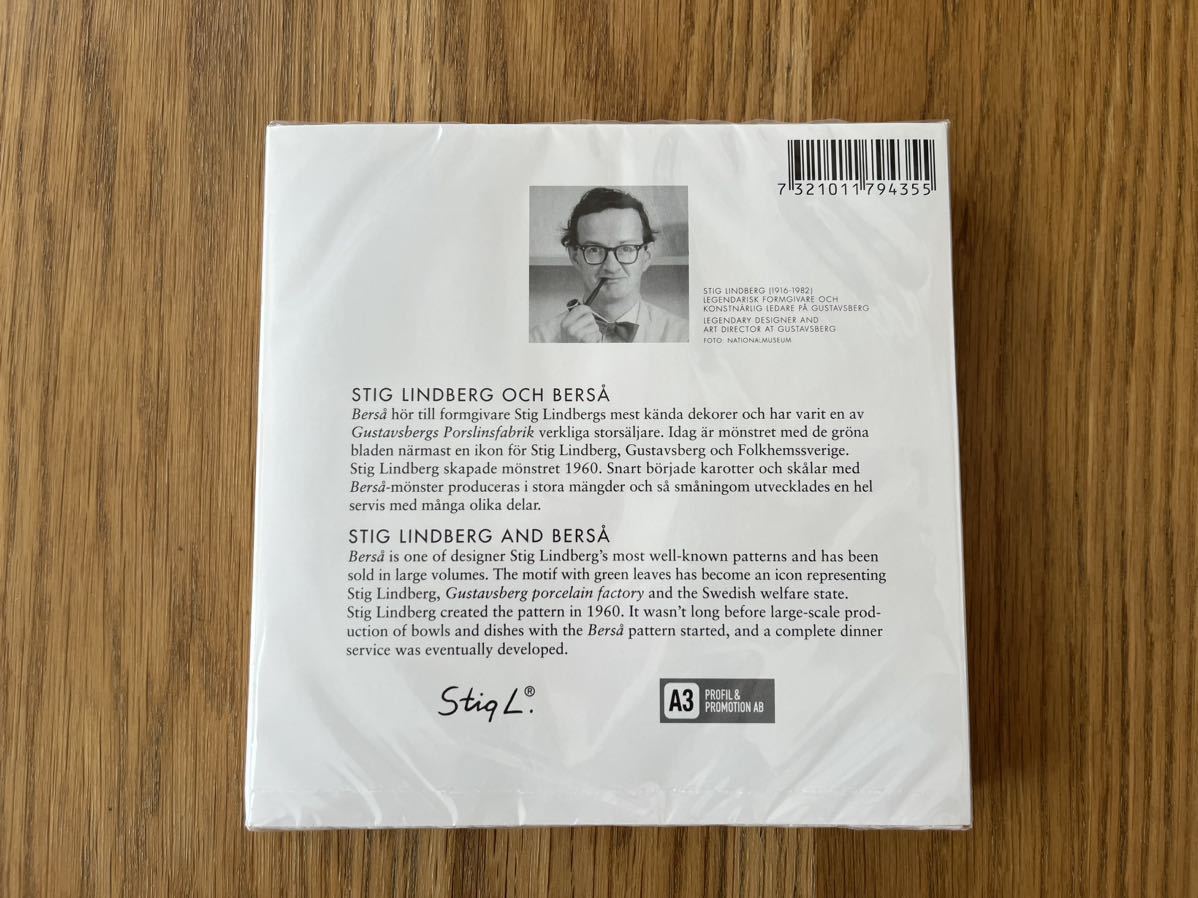 7 321011 794355
STIG LINDBERG (1916-1982)
LEGENDARISK FORMGIVARE OCH
KONSTNÄRLIG LEDARE PÅ GUSTAVSBERG
LEGENDARY DESIGNER AND
ART DIRECTOR AT GUSTAVSBERG
FOTO: NATIONALMUSEUM
STIG LINDBERG OCH BERSÅ
Berså hör till formgivare Stig Lindbergs mest kända dekorer och har varit en av
Gustavsbergs Porslinsfabrik verkliga storsäljare. Idag är mönstret med de gröna
bladen närmast en ikon för Stig Lindberg, Gustavsberg och Folkhemssverige.
Stig Lindberg skapade mönstret 1960. Snart började karotter och skålar med
Berså-mönster produceras i stora mängder och så småningom utvecklades en hel
servis med många olika delar.
STIG LINDBERG AND BERSÅ
Berså is one of designer Stig Lindberg's most well-known patterns and has been
sold in large volumes. The motif with green leaves has become an icon representing
Stig Lindberg, Gustavsberg porcelain factory and the Swedish welfare state.
Stig Lindberg created the pattern in 1960. It wasn't long before large-scale prod-
uction of bowls and dishes with the Berså pattern started, and a complete dinner
service was eventually developed.
Stig L.®
A3 PROFIL &
PROMOTION AB